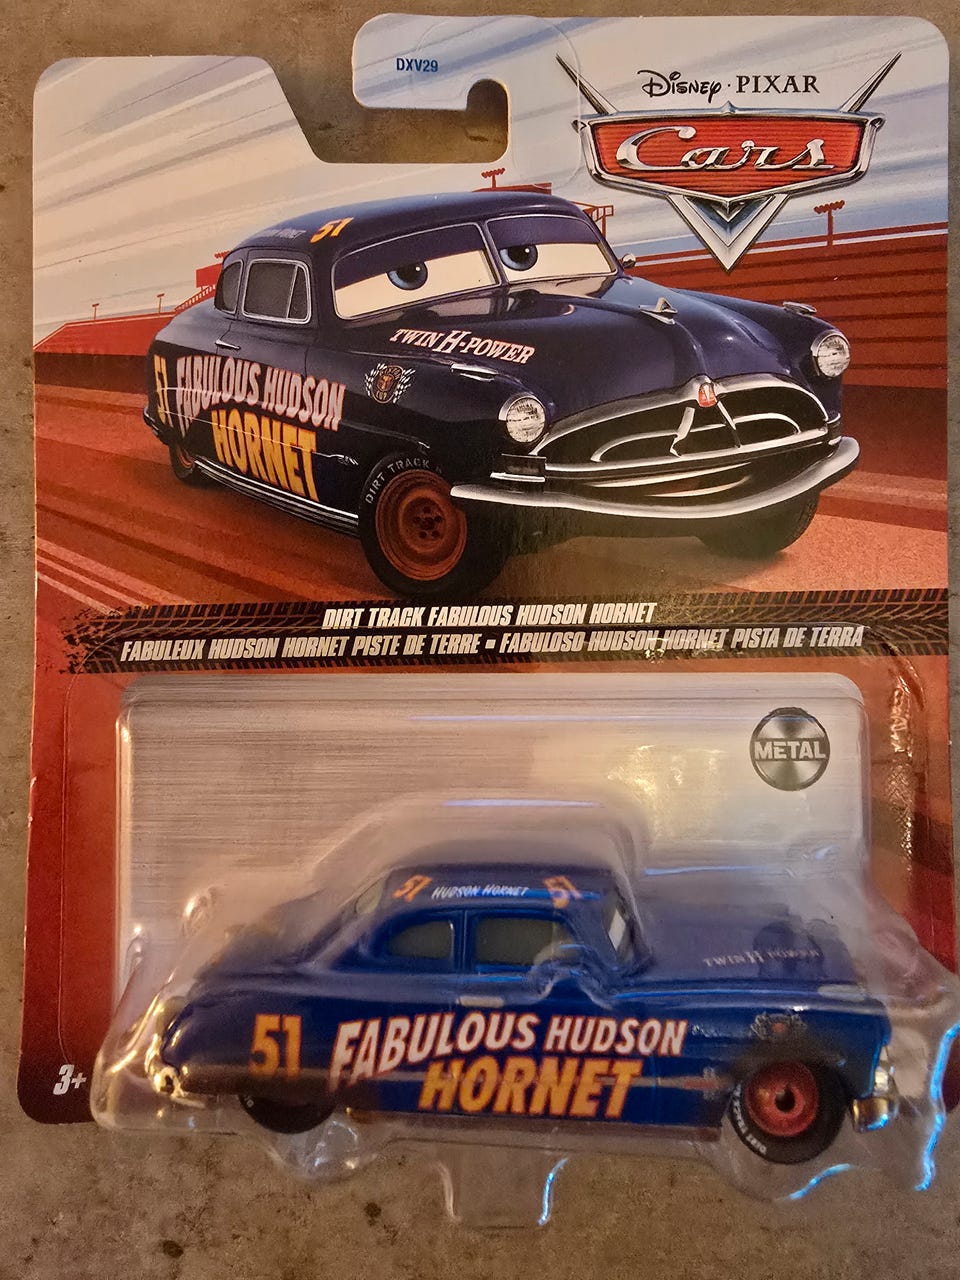 DXV29
Disney · PIXAR
Cars
51
TWIN H-POWER
51
FABULOUS HUDSON
HORNET
DIRT TRACK
DIRT TRACK FABULOUS HUDSON HORNET
FABULEUX HUDSON HORNET PISTE DE TERRE ▪ FABULOSO HUDSON HORNET PISTA DE TERRA
METAL
51 HUDSON HORNET 51
TWIN H-POWER
51 FABULOUS HUDSON
HORNET
3+